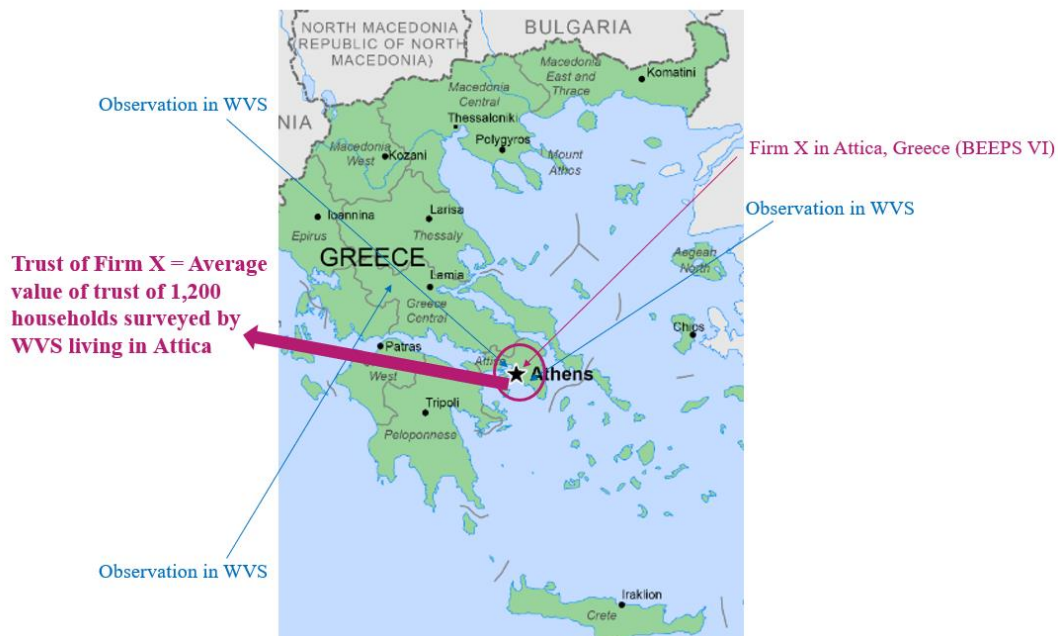 NORTH MACEDONIA
(REPUBLIC OF NORTH
MACEDONIA)
BULGARIA
Macedonia
East and
Thrace
Komatini
Observation in WVS
Macedonia
Central
Thessalcniki
NIA
Macedonia
West
Kozani
Polygyros
Mount
Athos
Firm X in Attica, Greece (BEEPS VI)
Ioannina
Larisa
Observation in WVS
Epirus
Thessaly
GREECE
Aegean
North
Trust of Firm X = Average
value of trust of 1,200
households surveyed by
WVS living in Attica
Lamia
Greece
Central
Chios
Patras
Attica
West
Athens
Tripoli
Peloponnese
Observation in WVS
Iraklion
Crete